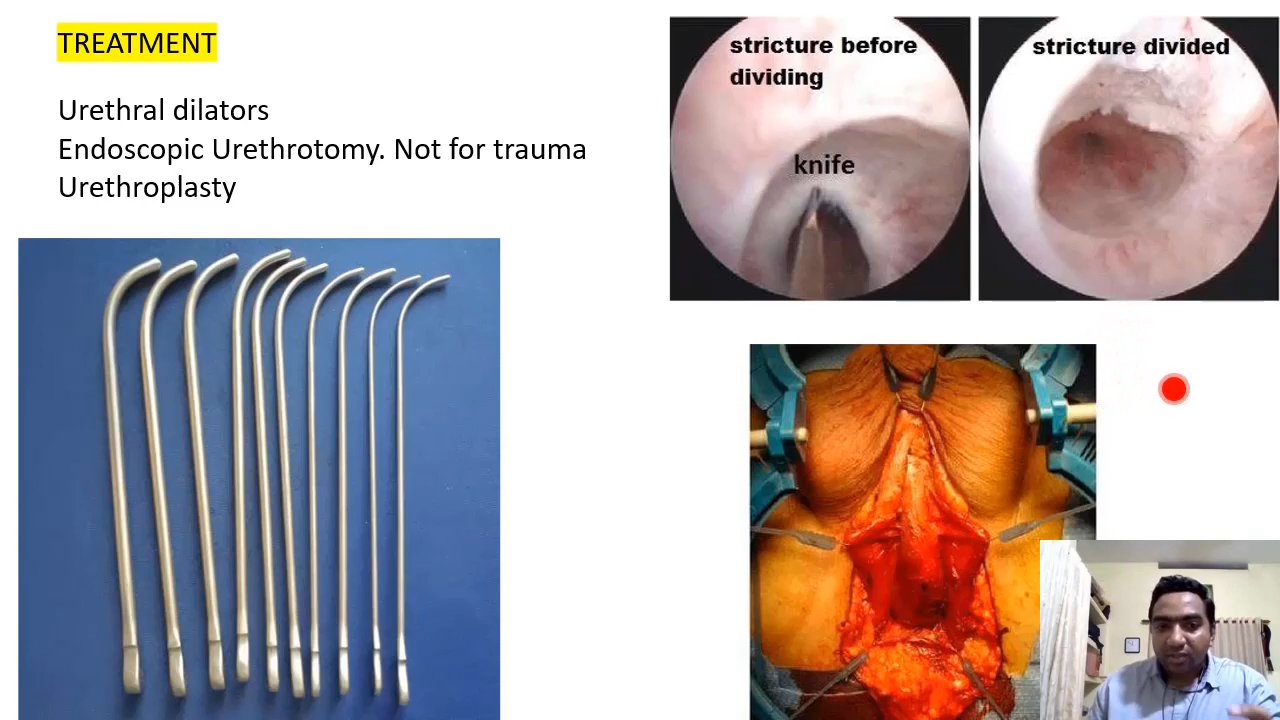 TREATMENT
Urethral dilators
Endoscopic Urethrotomy. Not for trauma
Urethroplasty
stricture before
dividing
knife
stricture divided